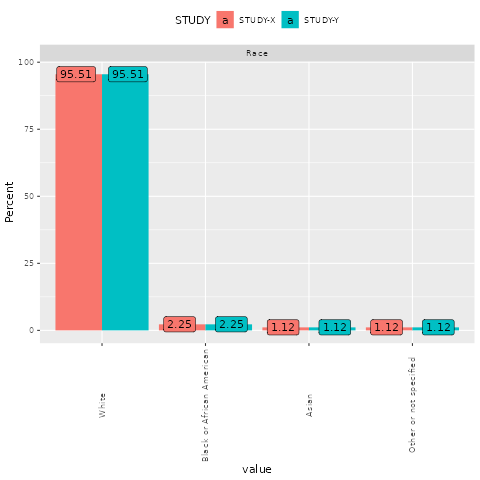 STUDY a STUDY-X a STUDY-Y
Race
Percent
100
75
50
25
0
95.51 95.51 2.25 2.25 1.12 1.12 1.12 1.12
White
Black or African American
Asian
Other or not specified
value